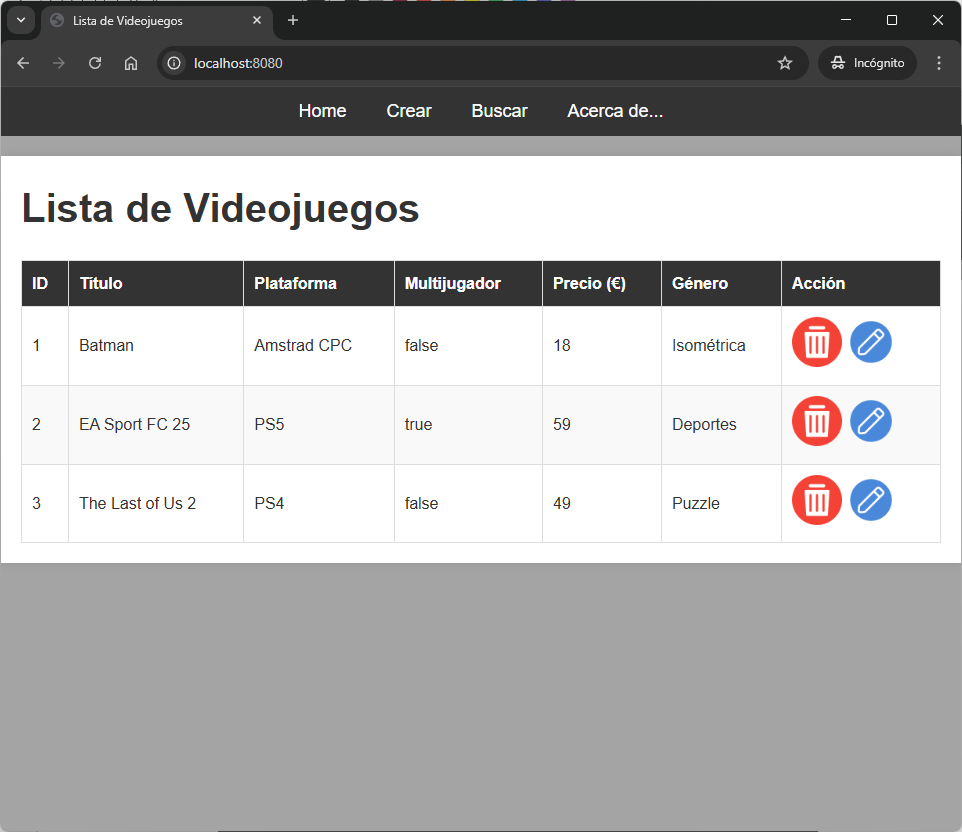 Lista de Videojuegos
localhost:8080
Incógnito
Home Crear Buscar Acerca de...
Lista de Videojuegos
ID Título Plataforma Multijugador Precio (€) Género Acción
1 Batman Amstrad CPC false 18 Isométrica
2 EA Sport FC 25 PS5 true 59 Deportes
3 The Last of Us 2 PS4 false 49 Puzzle